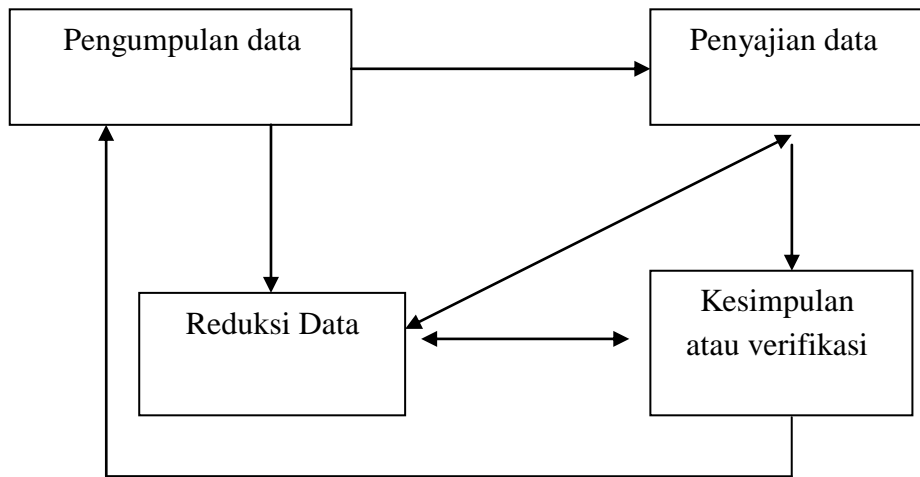 Pengumpulan data
Penyajian data
Reduksi Data
Kesimpulan
atau verifikasi